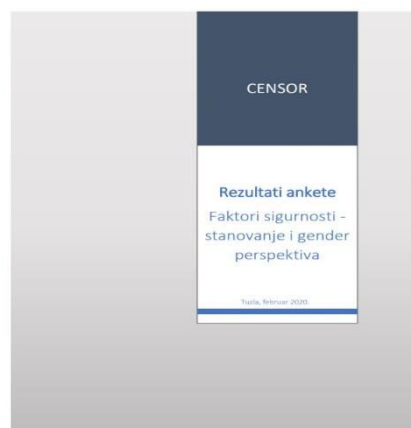 CENSOR
Rezultati ankete
Faktori sigurnosti -
stanovanje i gender
perspektiva
Tuzla, februar 2020.